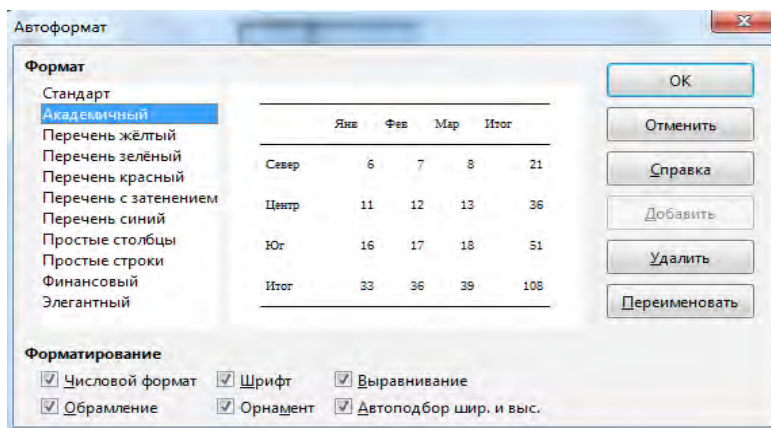 Автоформат
Формат
Стандарт
Академичный
Перечень жёлтый
Перечень зелёный
Перечень красный
Перечень с затенением
Перечень синий
Простые столбцы
Простые строки
Финансовый
Элегантный
Янв Фев Мар Итог
Север 6 7 8 21
Центр 11 12 13 36
Юг 16 17 18 51
Итог 33 36 39 108
OK
Отменить
Справка
Добавить
Удалить
Переименовать
Форматирование
Числовой формат Шрифт Выравнивание
Обрамление Орнамент Автоподбор шир. и выс.